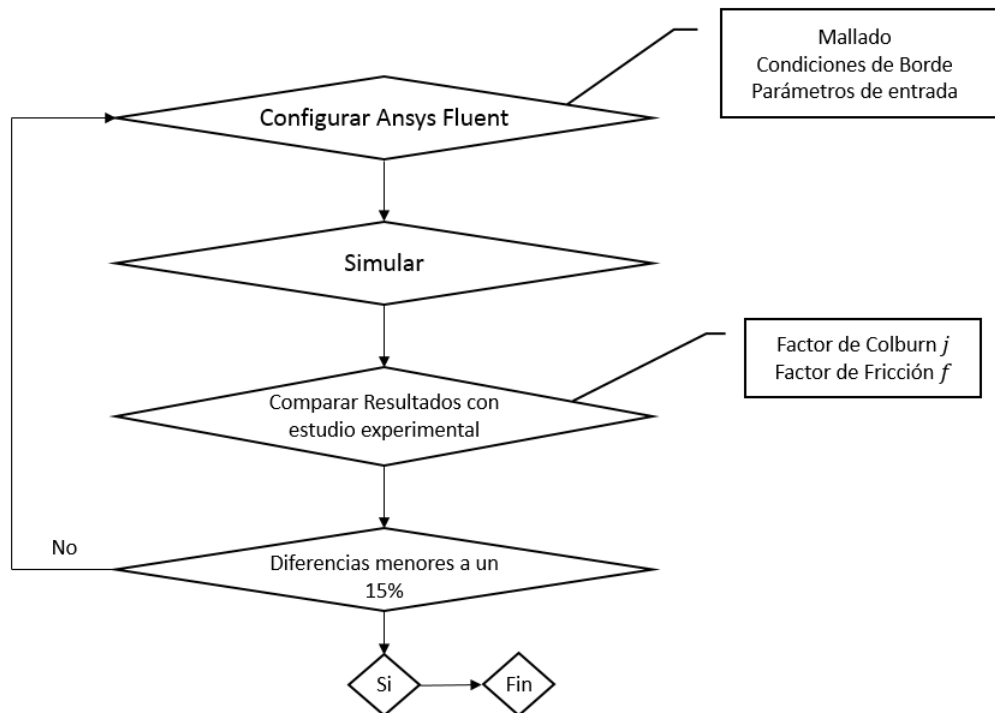 Mallado
Condiciones de Borde
Parámetros de entrada
Configurar Ansys Fluent
Simular
Factor de Colburn j
Factor de Fricción f
Comparar Resultados con
estudio experimental
No
Diferencias menores a un
15%
Si
Fin